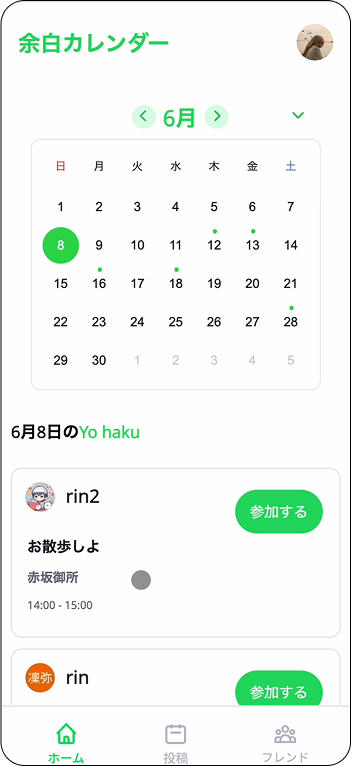 余白カレンダー
6月
日 月 火 水 木 金 土
1 2 3 4 5 6 7
8 9 10 11 12 13 14
15 16 17 18 19 20 21
22 23 24 25 26 27 28
29 30 1 2 3 4 5
6月8日のYo haku
rin2
参加する
お散歩しよ
赤坂御所
14:00 - 15:00
凜弥 rin
参加する
ホーム 投稿 フレンド